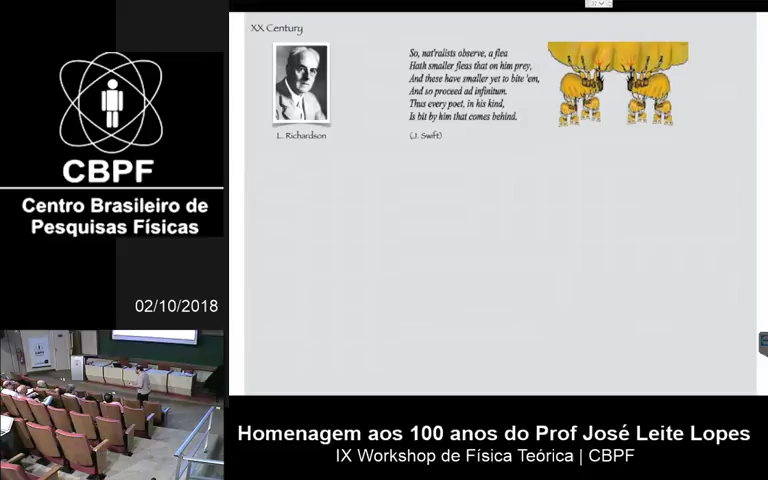 CBPF
Centro Brasileiro de
Pesquisas Físicas
02/10/2018
XX Century
L. Richardson
So, nat'ralists observe, a flea
Hath smaller fleas that on him prey,
And these have smaller yet to bite 'em,
And so proceed ad infinitum.
Thus every poet, in his kind,
Is bit by him that comes behind.
(J. Swift)
Homenagem aos 100 anos do Prof José Leite Lopes
IX Workshop de Física Teórica | CBPF